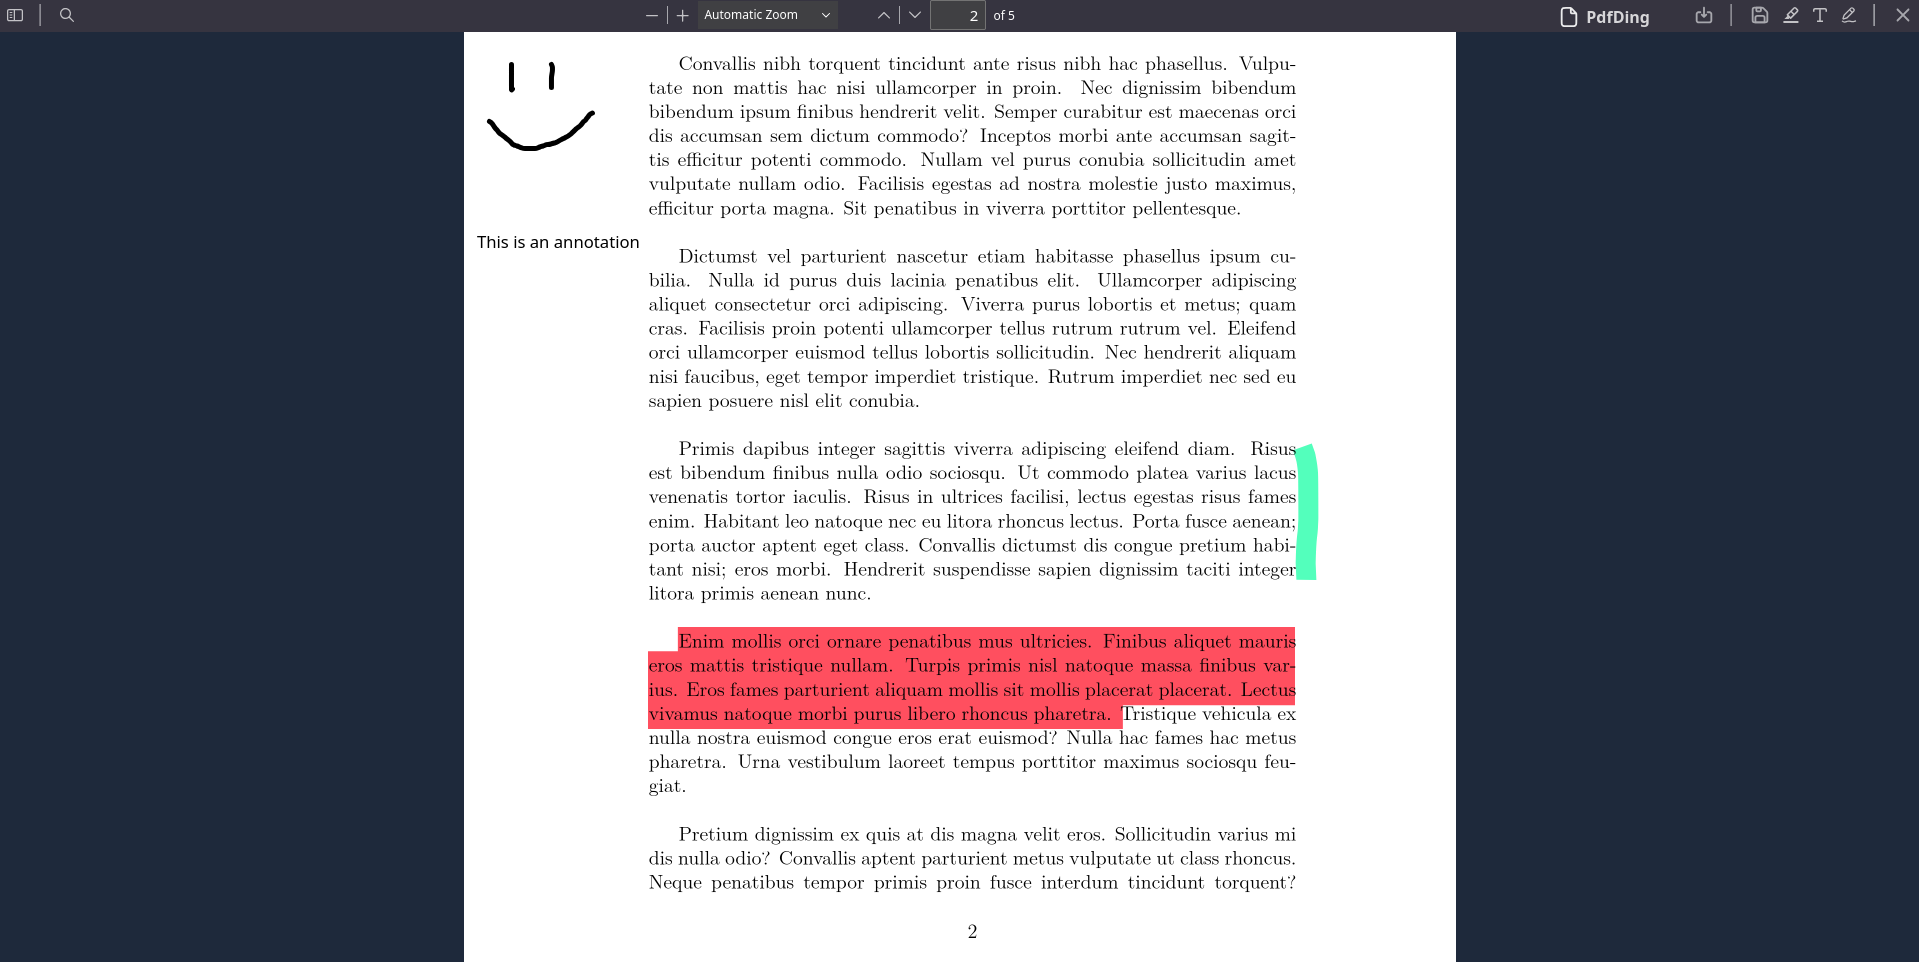 Automatic Zoom
2 of 5
PdfDing
Convallis nibh torquent tincidunt ante risus nibh hac phasellus. Vulpu-
tate non mattis hac nisi ullamcorper in proin. Nec dignissim bibendum
bibendum ipsum finibus hendrerit velit. Semper curabitur est maecenas orci
dis accumsan sem dictum commodo? Inceptos morbi ante accumsan sagit-
tis efficitur potenti commodo. Nullam vel purus conubia sollicitudin amet
vulputate nullam odio. Facilisis egestas ad nostra molestie justo maximus,
efficitur porta magna. Sit penatibus in viverra porttitor pellentesque.
This is an annotation
Dictumst vel parturient nascetur etiam habitasse phasellus ipsum cu-
bilia. Nulla id purus duis lacinia penatibus elit. Ullamcorper adipiscing
aliquet consectetur orci adipiscing. Viverra purus lobortis et metus; quam
cras. Facilisis proin potenti ullamcorper tellus rutrum rutrum vel. Eleifend
orci ullamcorper euismod tellus lobortis sollicitudin. Nec hendrerit aliquam
nisi faucibus, eget tempor imperdiet tristique. Rutrum imperdiet nec sed eu
sapien posuere nisl elit conubia.
Primis dapibus integer sagittis viverra adipiscing eleifend diam. Risus
est bibendum finibus nulla odio sociosqu. Ut commodo platea varius lacus
venenatis tortor iaculis. Risus in ultrices facilisi, lectus egestas risus fames
enim. Habitant leo natoque nec eu litora rhoncus lectus. Porta fusce aenean;
porta auctor aptent eget class. Convallis dictumst dis congue pretium habi-
tant nisi; eros morbi. Hendrerit suspendisse sapien dignissim taciti integer
litora primis aenean nunc.
Enim mollis orci ornare penatibus mus ultricies. Finibus aliquet mauris
eros mattis tristique nullam. Turpis primis nisl natoque massa finibus var-
ius. Eros fames parturient aliquam mollis sit mollis placerat placerat. Lectus
vivamus natoque morbi purus libero rhoncus pharetra. Tristique vehicula ex
nulla nostra euismod congue eros erat euismod? Nulla hac fames hac metus
pharetra. Urna vestibulum laoreet tempus porttitor maximus sociosqu feu-
giat.
Pretium dignissim ex quis at dis magna velit eros. Sollicitudin varius mi
dis nulla odio? Convallis aptent parturient metus vulputate ut class rhoncus.
Neque penatibus tempor primis proin fusce interdum tincidunt torquent?
2